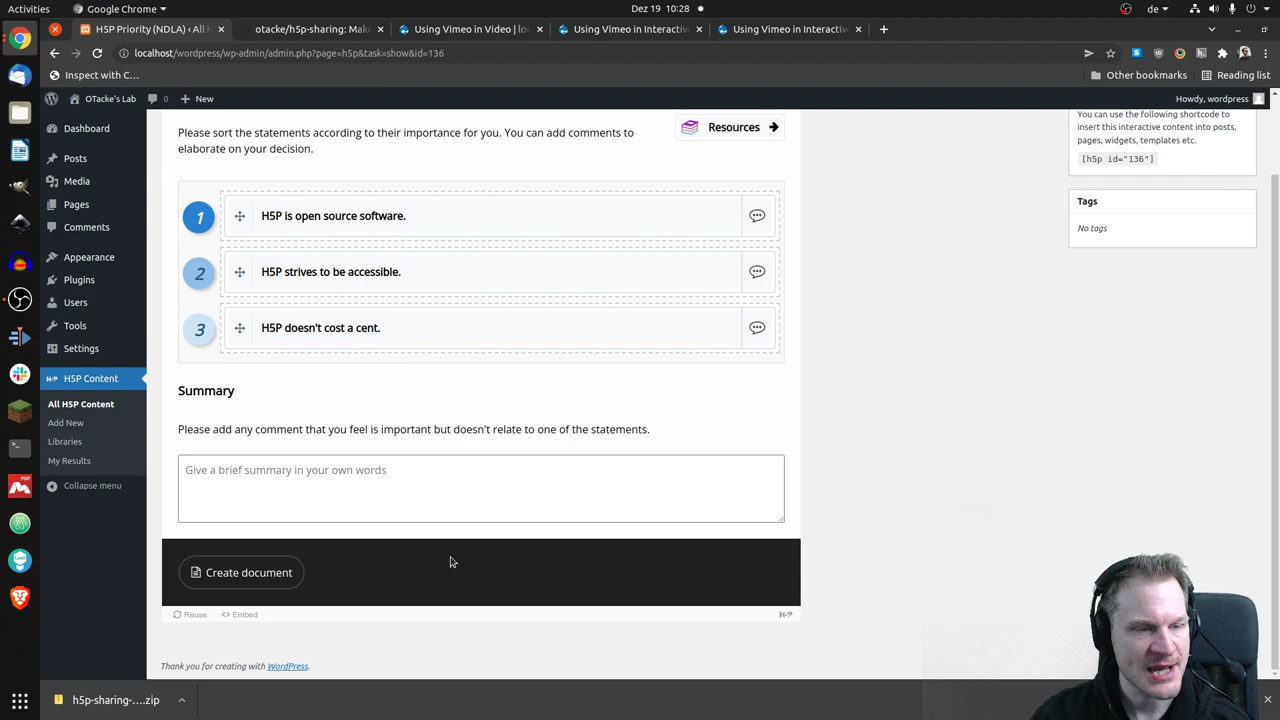 Activities
Google Chrome
Dez 19 10:28
de
H5P Priority (NDLA) ‹ All H
otacke/h5p-sharing: Make
Using Vimeo in Video | loc
Using Vimeo in Interactive
Using Vimeo in Interactive
localhost/wordpress/wp-admin/admin.php?page=h5p&task=show&id=136
Inspect with C…
Other bookmarks
Reading list
OTacke's Lab
0
New
Howdy, wordpress
Dashboard
Posts
Media
Pages
Comments
Appearance
Plugins
Users
Tools
Settings
H5P Content
All H5P Content
Add New
Libraries
My Results
Collapse menu
Please sort the statements according to their importance for you. You can add comments to
elaborate on your decision.
Resources
1
H5P is open source software.
2
H5P strives to be accessible.
3
H5P doesn't cost a cent.
Summary
Please add any comment that you feel is important but doesn't relate to one of the statements.
Give a brief summary in your own words
Create document
Reuse
Embed
H5P
Thank you for creating with WordPress.
You can use the following shortcode to
insert this interactive content into posts,
pages, widgets, templates etc.
[h5p id="136"]
Tags
No tags
h5p-sharing-....zip